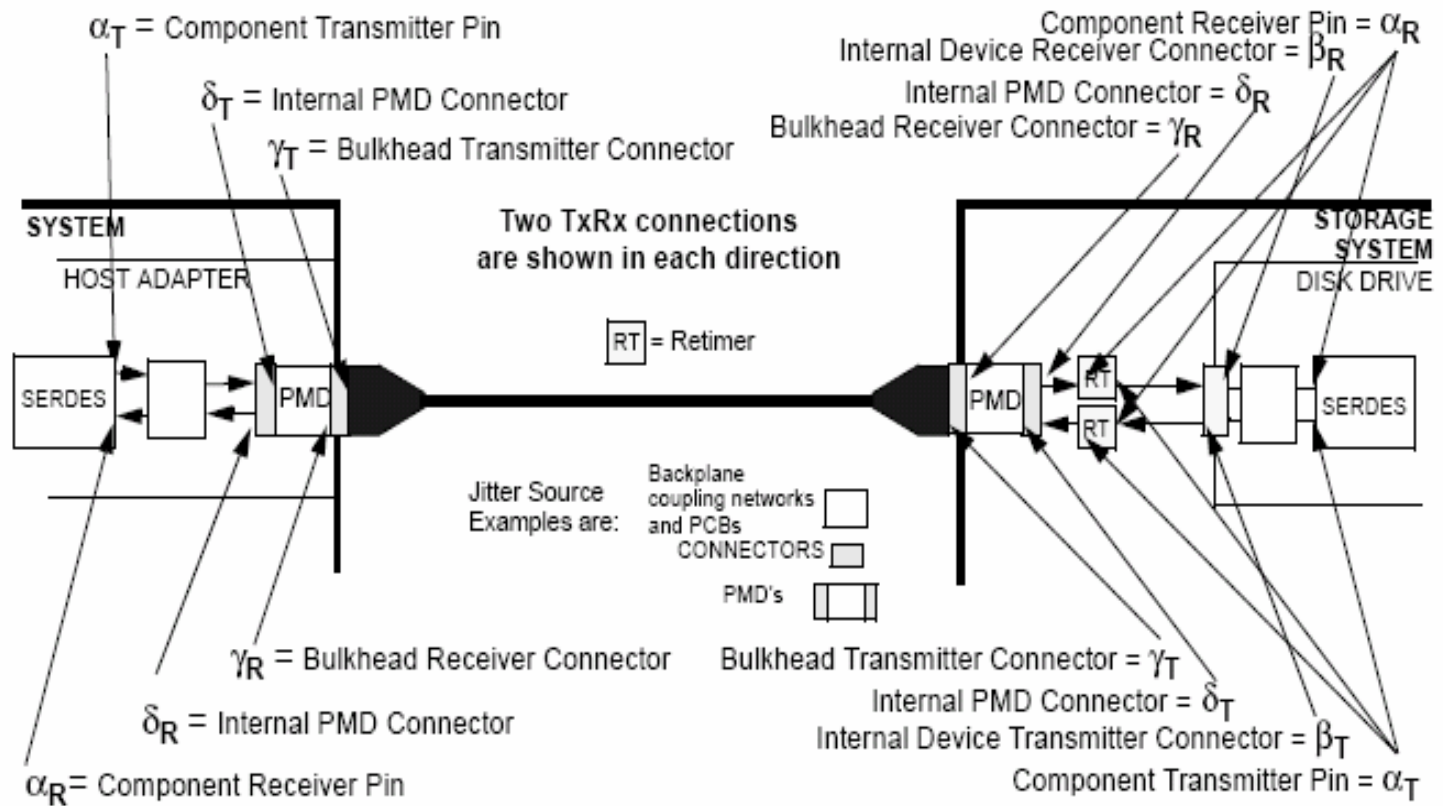 αT = Component Transmitter Pin
δT = Internal PMD Connector
γT = Bulkhead Transmitter Connector
Component Receiver Pin = αR
Internal Device Receiver Connector = βR
Internal PMD Connector = δR
Bulkhead Receiver Connector = γR
SYSTEM
HOST ADAPTER
Two TxRx connections
are shown in each direction
STORAGE
SYSTEM
DISK DRIVE
RT = Retimer
SERDES
PMD
PMD
RT
RT
SERDES
Jitter Source
Examples are:
Backplane
coupling networks
and PCBs
CONNECTORS
PMD's
γR = Bulkhead Receiver Connector
δR = Internal PMD Connector
αR= Component Receiver Pin
Bulkhead Transmitter Connector = γT
Internal PMD Connector = δT
Internal Device Transmitter Connector = βT
Component Transmitter Pin = αT